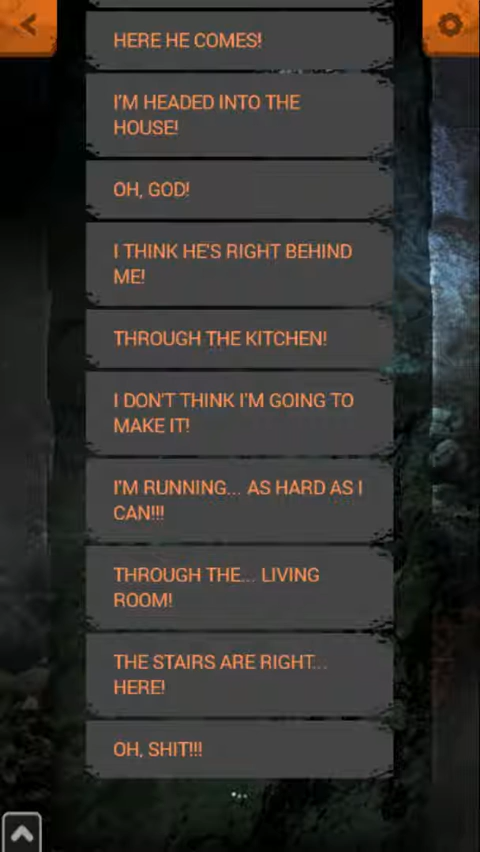 HERE HE COMES!
I'M HEADED INTO THE
HOUSE!
OH, GOD!
I THINK HE'S RIGHT BEHIND
ME!
THROUGH THE KITCHEN!
I DON'T THINK I'M GOING TO
MAKE IT!
I'M RUNNING... AS HARD AS I
CAN!!!
THROUGH THE... LIVING
ROOM!
THE STAIRS ARE RIGHT...
HERE!
OH, SHIT!!!
...